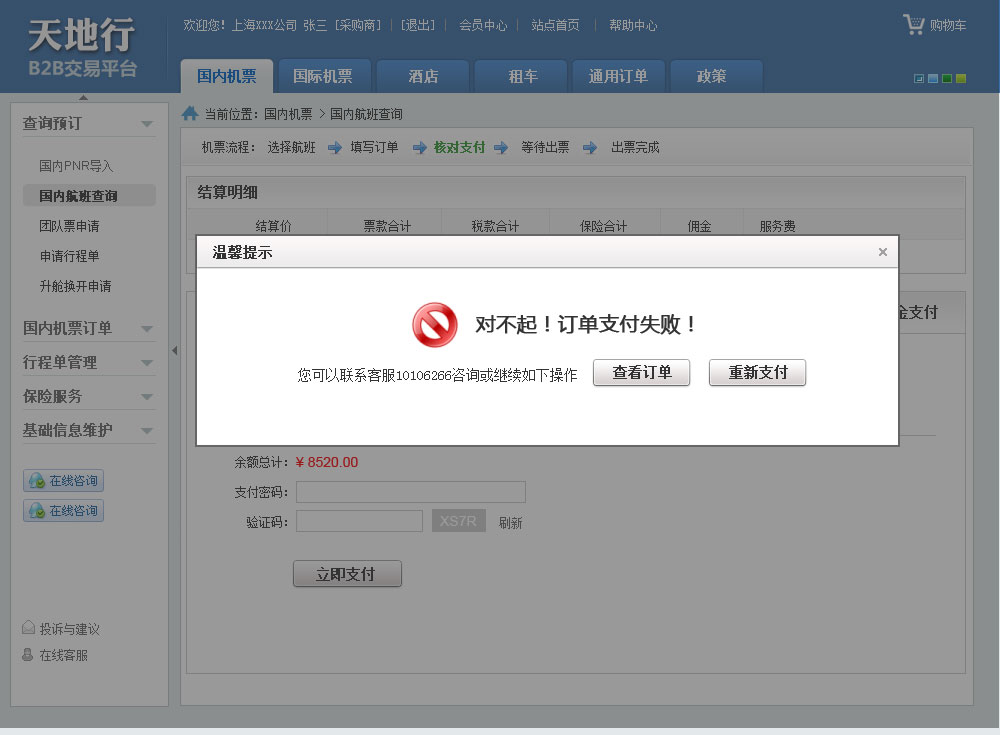 天地行
B2B交易平台
欢迎您！上海XXX公司 张三 [采购商] | [退出] | 会员中心 | 站点首页 | 帮助中心
购物车
国内机票 国际机票 酒店 租车 通用订单 政策
查询预订
国内PNR导入
国内航班查询
团队票申请
申请行程单
升舱换开申请
国内机票订单
行程单管理
保险服务
基础信息维护
在线咨询
在线咨询
投诉与建议
在线客服
当前位置：国内机票 > 国内航班查询
机票流程： 选择航班 填写订单 核对支付 等待出票 出票完成
结算明细
结算价 票款合计 税款合计 保险合计 佣金 服务费
金支付
温馨提示 ×
对不起！订单支付失败！
您可以联系客服10106266咨询或继续如下操作 查看订单 重新支付
余额总计：¥ 8520.00
支付密码：
验证码： XS7R 刷新
立即支付